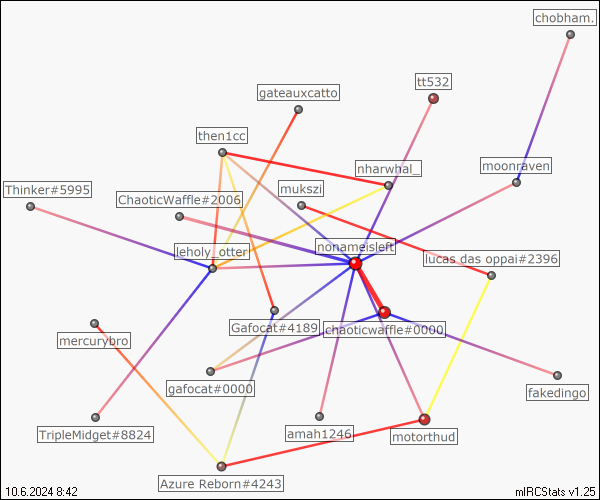 chobham.
tt532
gateauxcatto
then1cc
nharwhal_
moonraven
Thinker#5995
mukszi
ChaoticWaffle#2006
nonameisleft
leholy_otter
lucas das oppai#2396
Gafocat#4189
chaoticwaffle#0000
mercurybro
gafocat#0000
fakedingo
TripleMidget#8824
amah1246
motorthud
Azure Reborn#4243
10.6.2024 8:42
mIRCStats v1.25